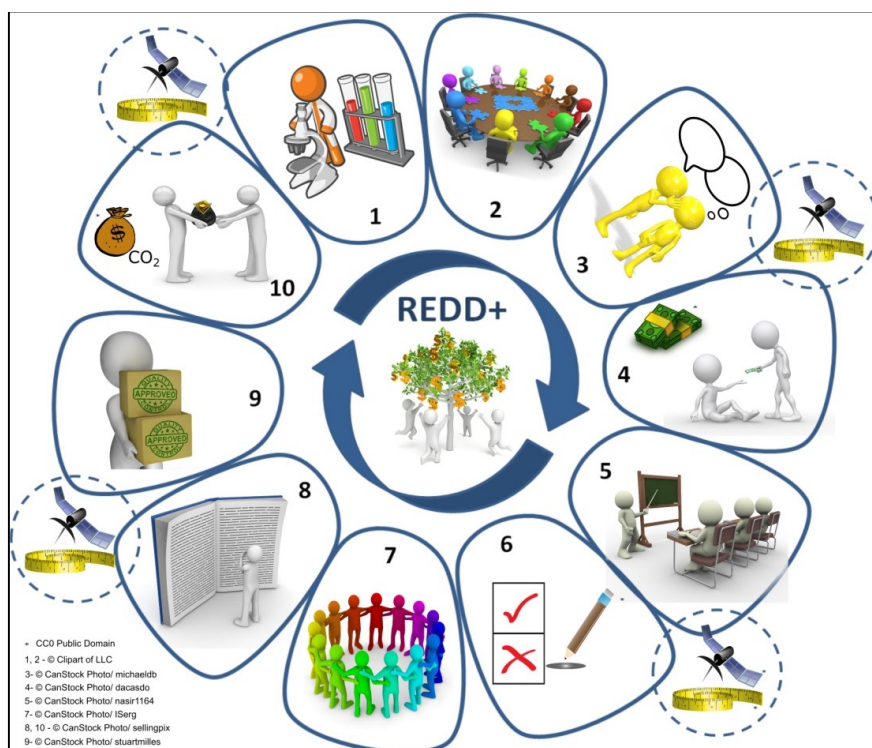 1
2
3
4
5
6
7
8
9
10
$
CO2
REDD+
QUALITY
APPROVED
CONTROL
APPROVED
- CC0 Public Domain
1, 2 - © Clipart of LLC
3- © CanStock Photo/ michaeldb
4- © CanStock Photo/ dacasdo
5- © CanStock Photo/ nasir1164
7- © CanStock Photo/ ISerg
8, 10 - © CanStock Photo/ sellingpix
9- © CanStock Photo/ stuartmilles